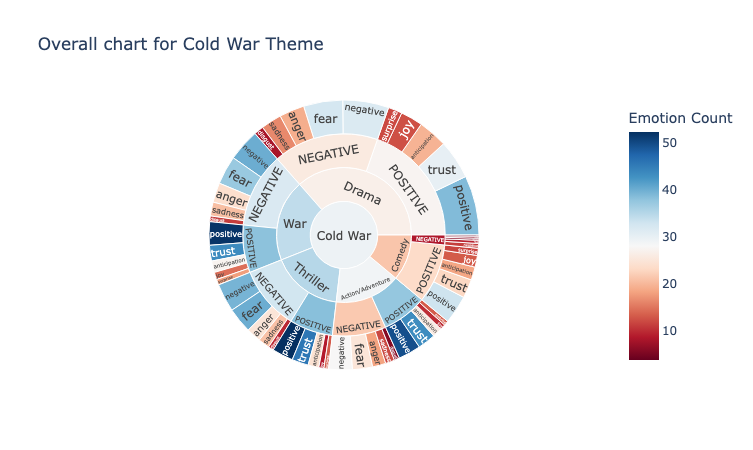 Overall chart for Cold War Theme
Emotion Count
50
40
30
20
10
Cold War
Drama
War
Thriller
Action/Adventure
Comedy
POSITIVE
NEGATIVE
NEGATIVE
POSITIVE
NEGATIVE
POSITIVE
NEGATIVE
POSITIVE
NEGATIVE
POSITIVE
positive
trust
anticipation
joy
surprise
negative
fear
anger
sadness
disgust
negative
fear
anger
sadness
positive
trust
anticipation
negative
fear
anger
sadness
positive
trust
anticipation
negative
fear
anger
sadness
positive
trust
anticipation
positive
trust
anticipation
joy
surprise